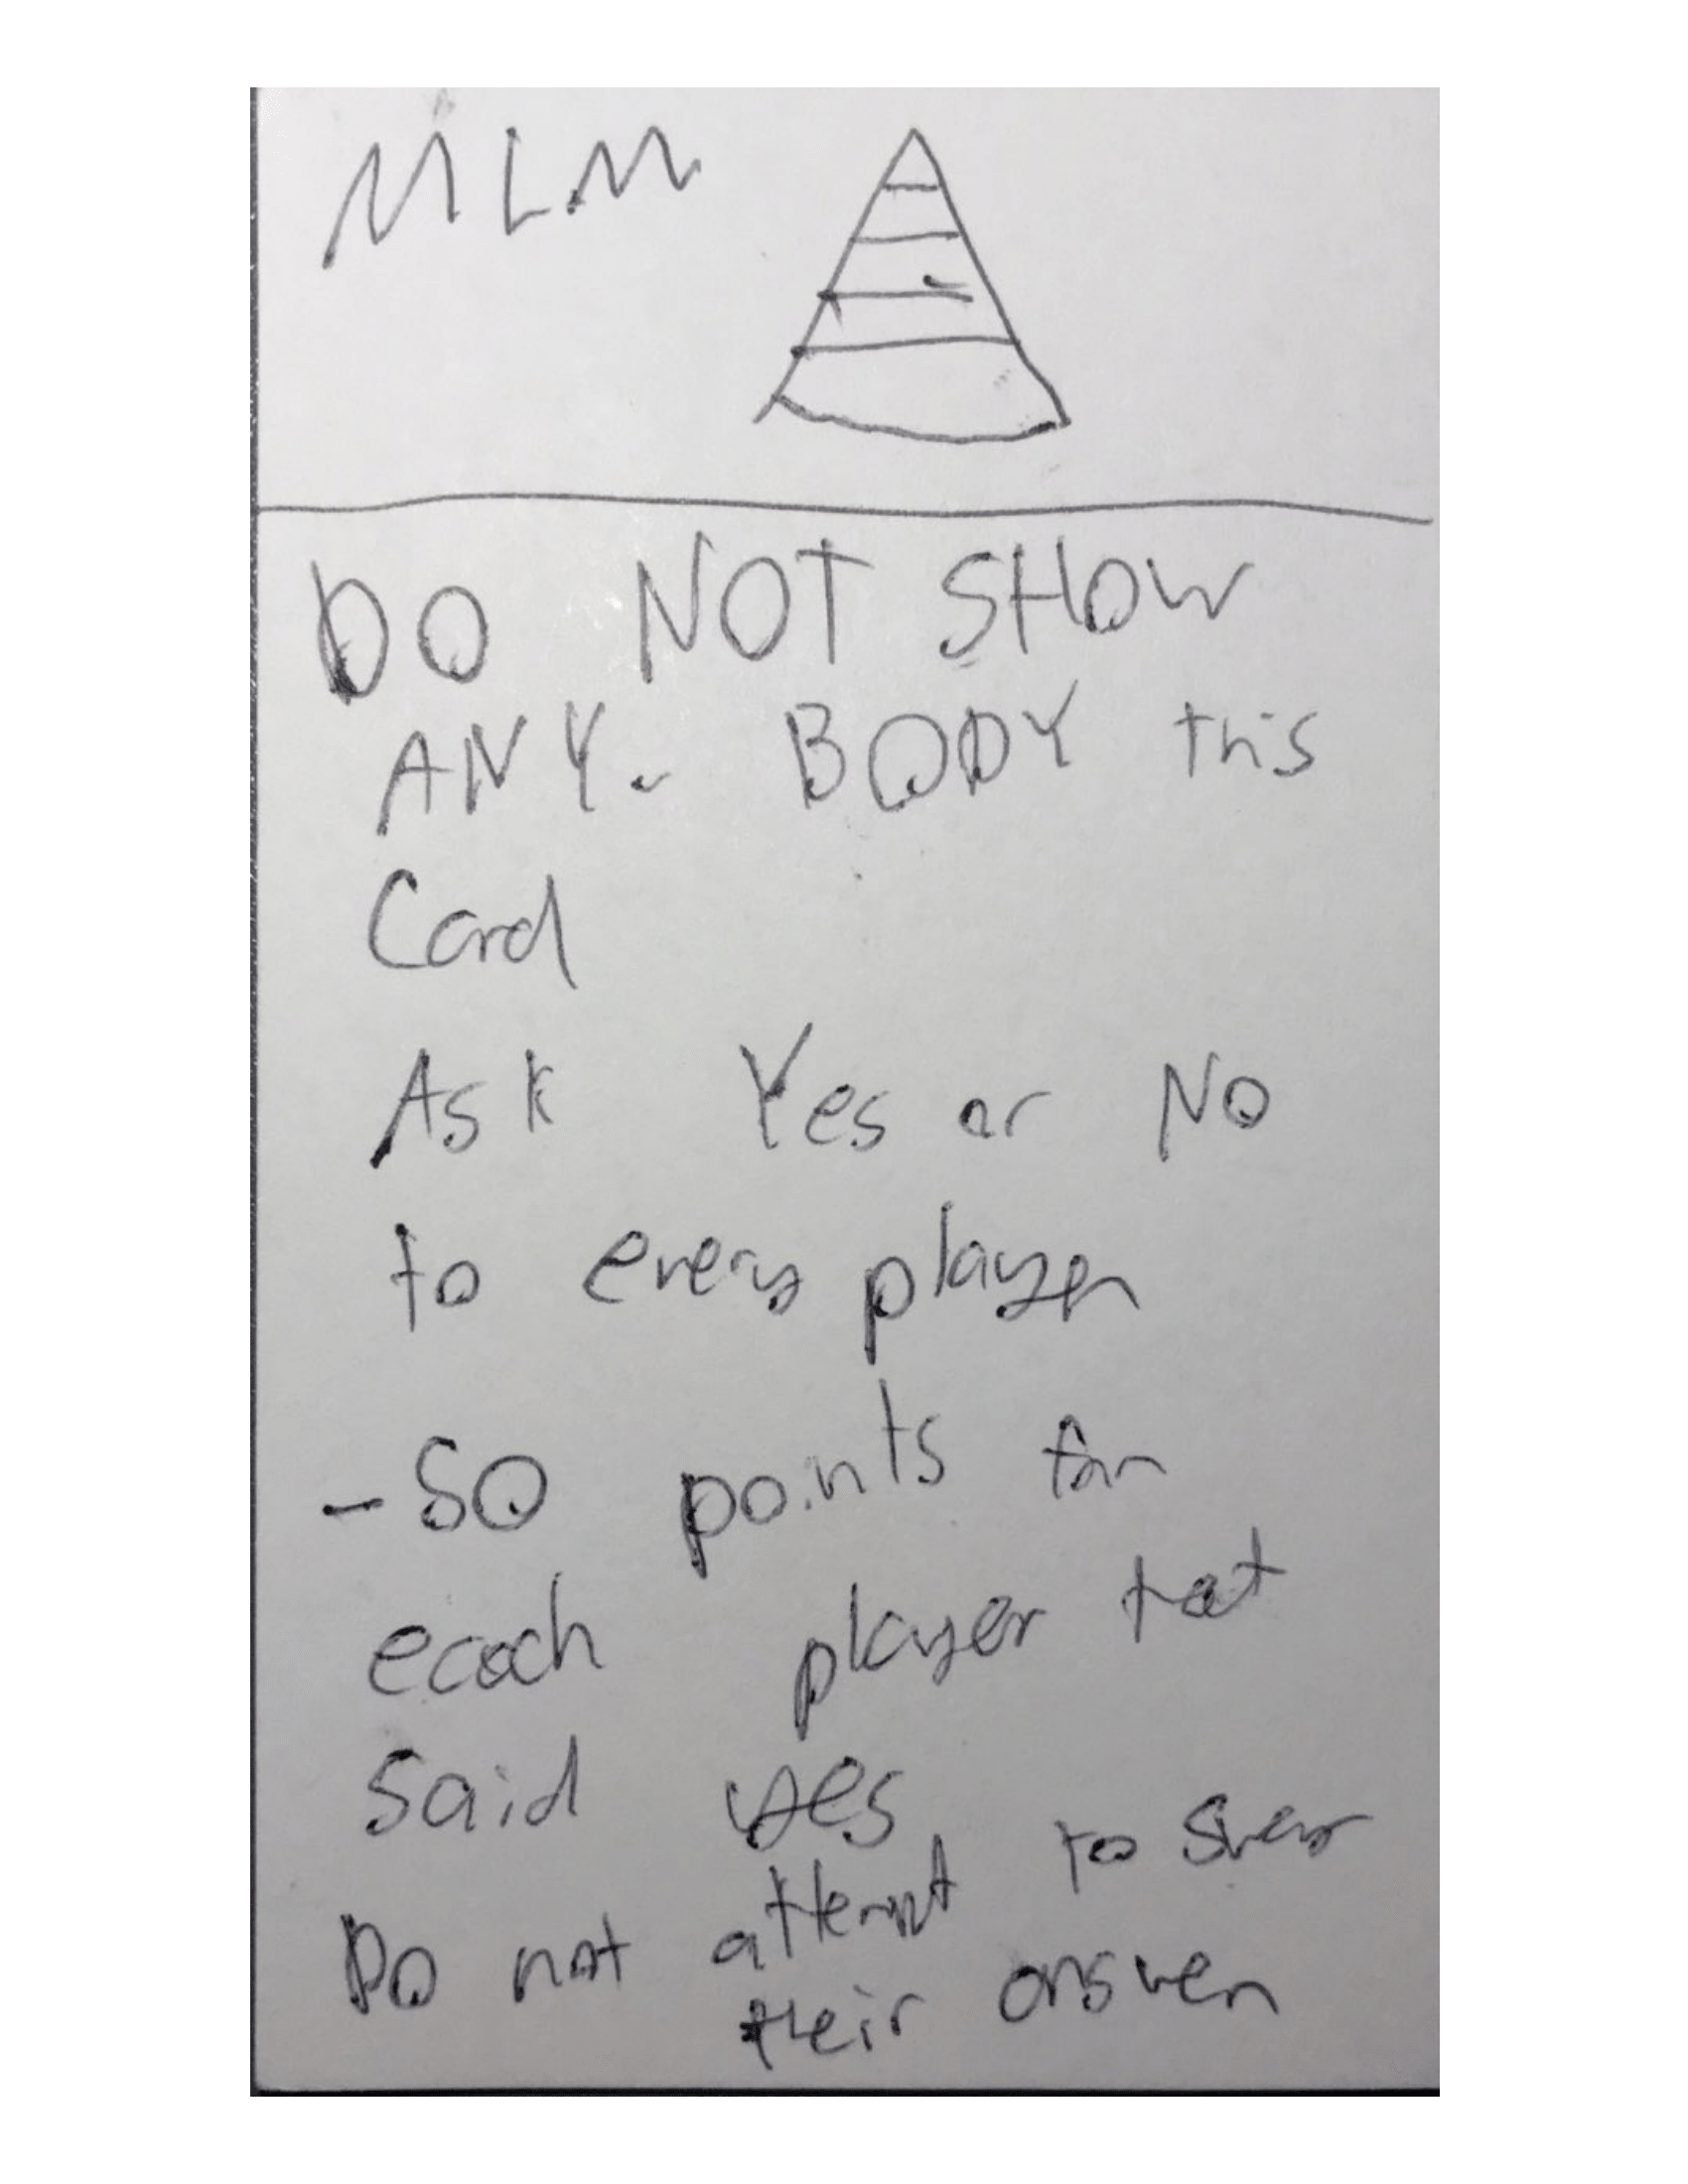 MLM
DO NOT SHOW
ANY. BODY this
Card
Ask Yes or No
to every player
-50 points for
each player that
said yes
Do not attempt to swer
their answer